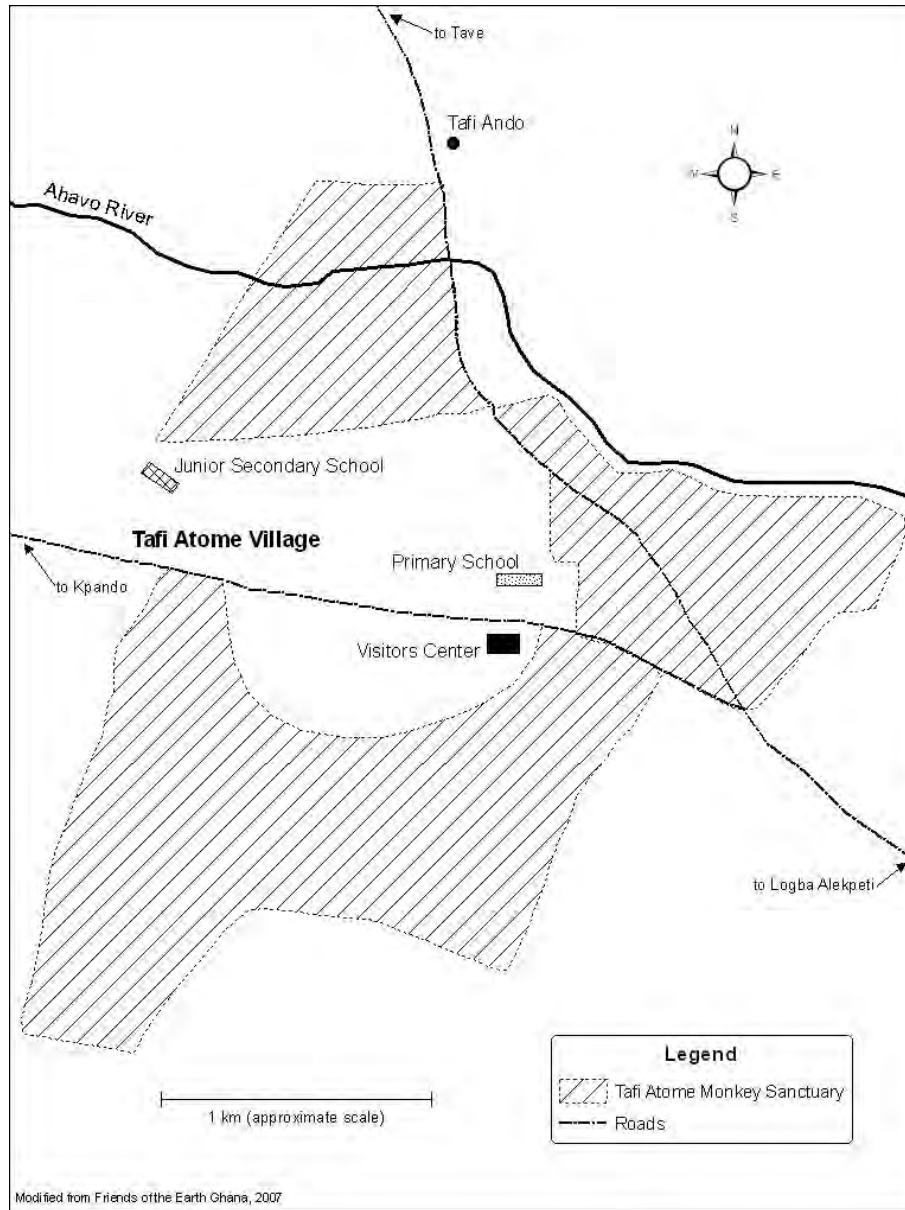 to Tave
Tafi Ando
N
W
E
S
Ahavo River
Junior Secondary School
Tafi Atome Village
to Kpando
Primary School
Visitors Center
to Logba Alekpeti
Legend
Tafi Atome Monkey Sanctuary
Roads
1 km (approximate scale)
Modified from Friends of the Earth Ghana, 2007